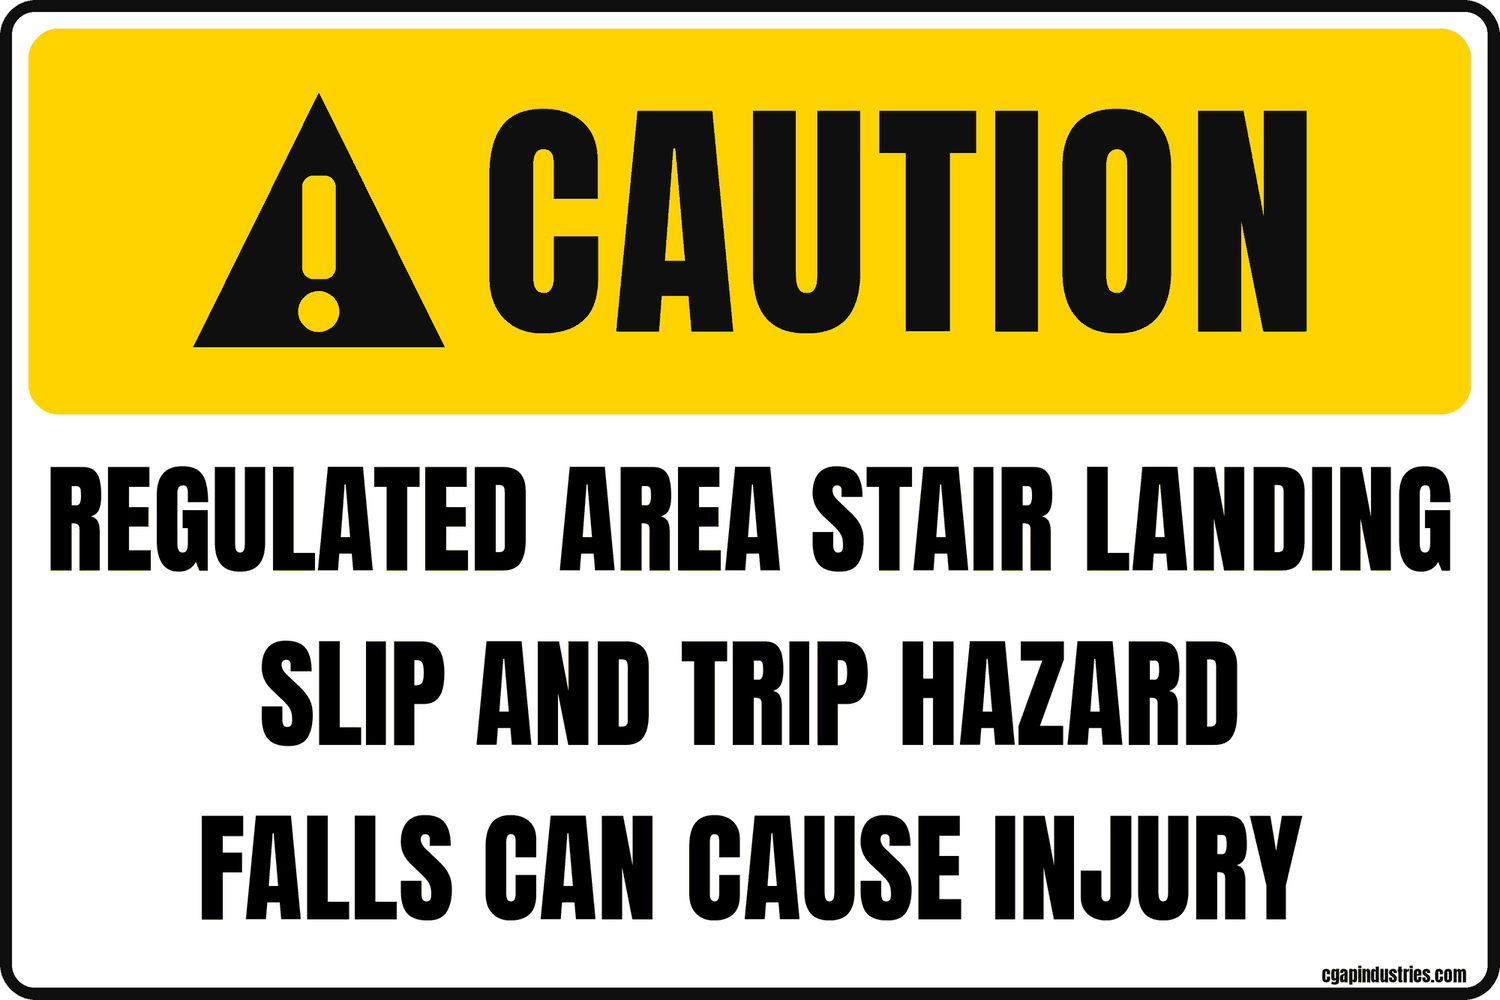 CAUTION
REGULATED AREA STAIR LANDING
SLIP AND TRIP HAZARD
FALLS CAN CAUSE INJURY
cgapindustries.com